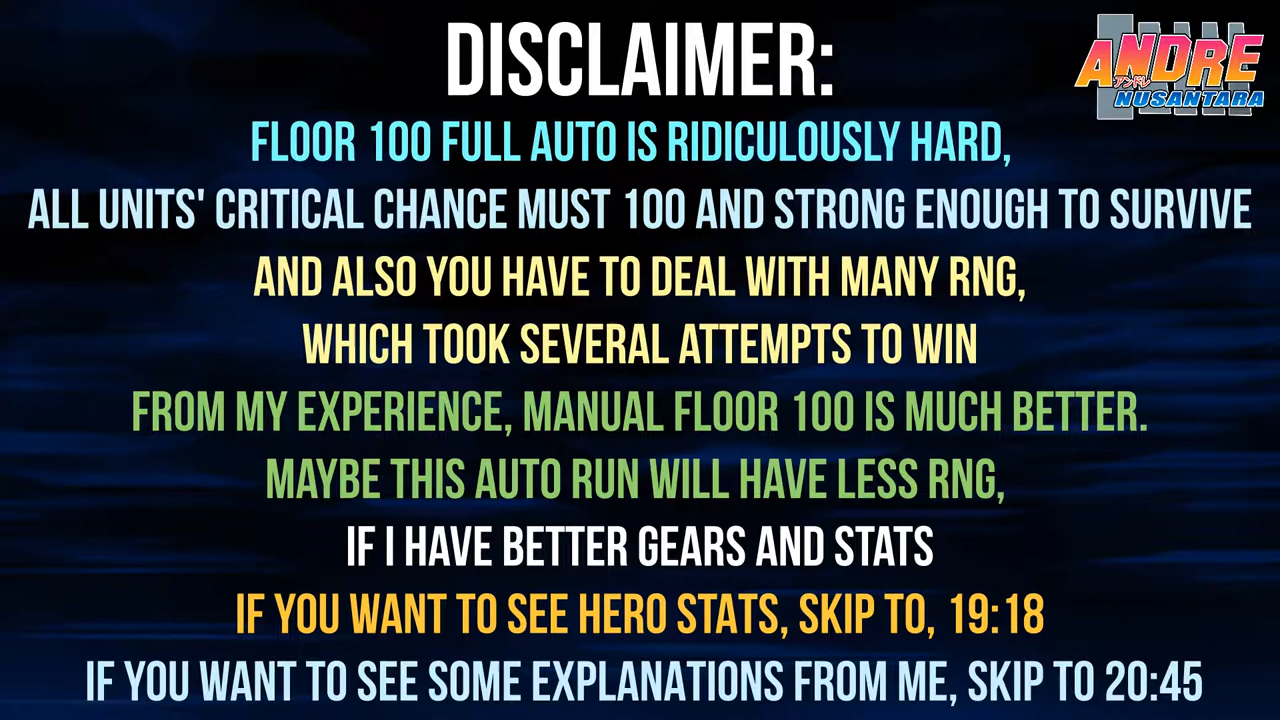 DISCLAIMER:
ANDRE
アンドレ
NUSANTARA
FLOOR 100 FULL AUTO IS RIDICULOUSLY HARD,
ALL UNITS' CRITICAL CHANCE MUST 100 AND STRONG ENOUGH TO SURVIVE
AND ALSO YOU HAVE TO DEAL WITH MANY RNG,
WHICH TOOK SEVERAL ATTEMPTS TO WIN
FROM MY EXPERIENCE, MANUAL FLOOR 100 IS MUCH BETTER.
MAYBE THIS AUTO RUN WILL HAVE LESS RNG,
IF I HAVE BETTER GEARS AND STATS
IF YOU WANT TO SEE HERO STATS, SKIP TO, 19:18
IF YOU WANT TO SEE SOME EXPLANATIONS FROM ME, SKIP TO 20:45